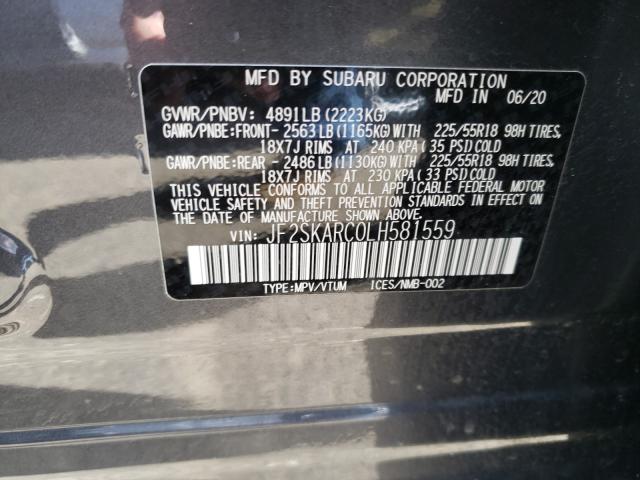 MFD BY SUBARU CORPORATION
MFD IN 06/20
GVWR/PNBV: 4891LB(2223KG)
GAWR/PNBE:FRONT-2563LB(1165KG)WITH 225/55R18 98H TIRES,
18X7J RIMS AT 240 KPA( 35 PSI)COLD
GAWR/PNBE:REAR -2486LB(1130KG)WITH 225/55R18 98H TIRES,
18X7J RIMS AT 230 KPA( 33 PSI)COLD
THIS VEHICLE CONFORMS TO ALL APPLICABLE FEDERAL MOTOR
VEHICLE SAFETY AND THEFT PREVENTION STANDARDS IN EFFECT ON
THE DATE OF MANUFACTURE SHOWN ABOVE.
VIN: JF2SKARC0LH581559
TYPE:MPV/VTUM ICES/NMB-002